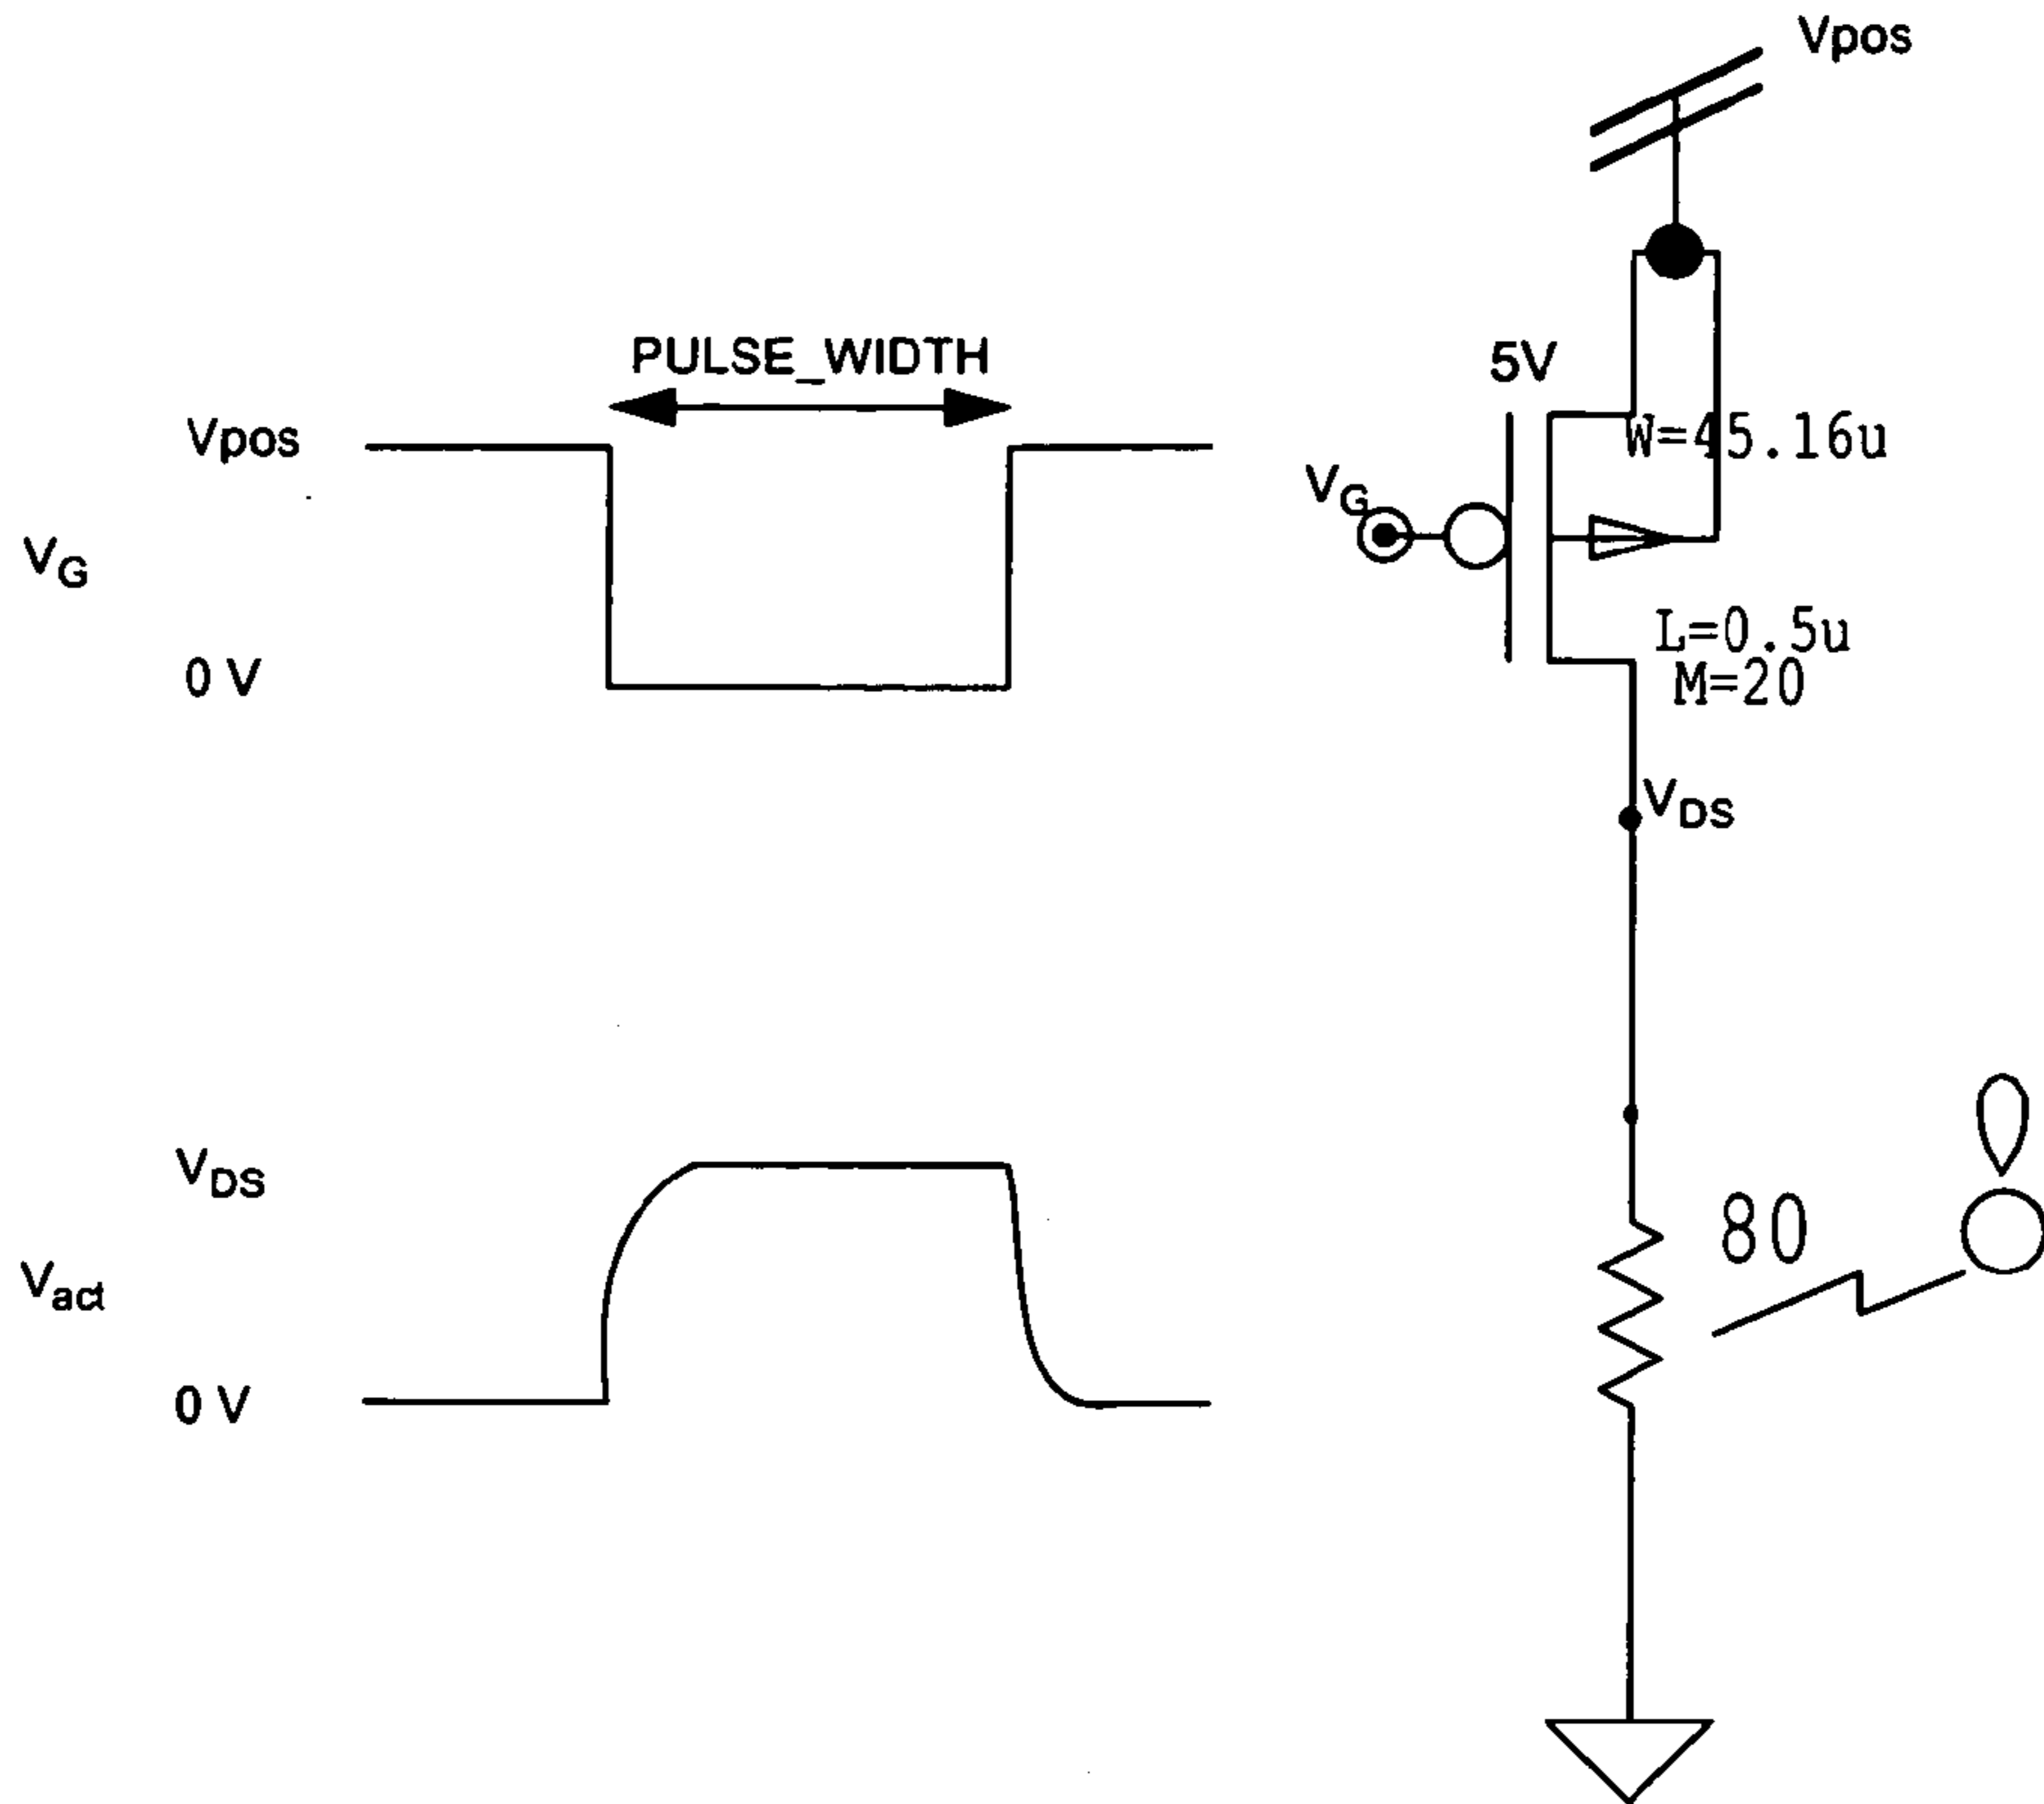 Vpos
PULSE_WIDTH
5V
Vpos
W=45.16u
VG
VG
L=0.5u
0 V
M=20
VDS
VDS
80
Vact
0 V